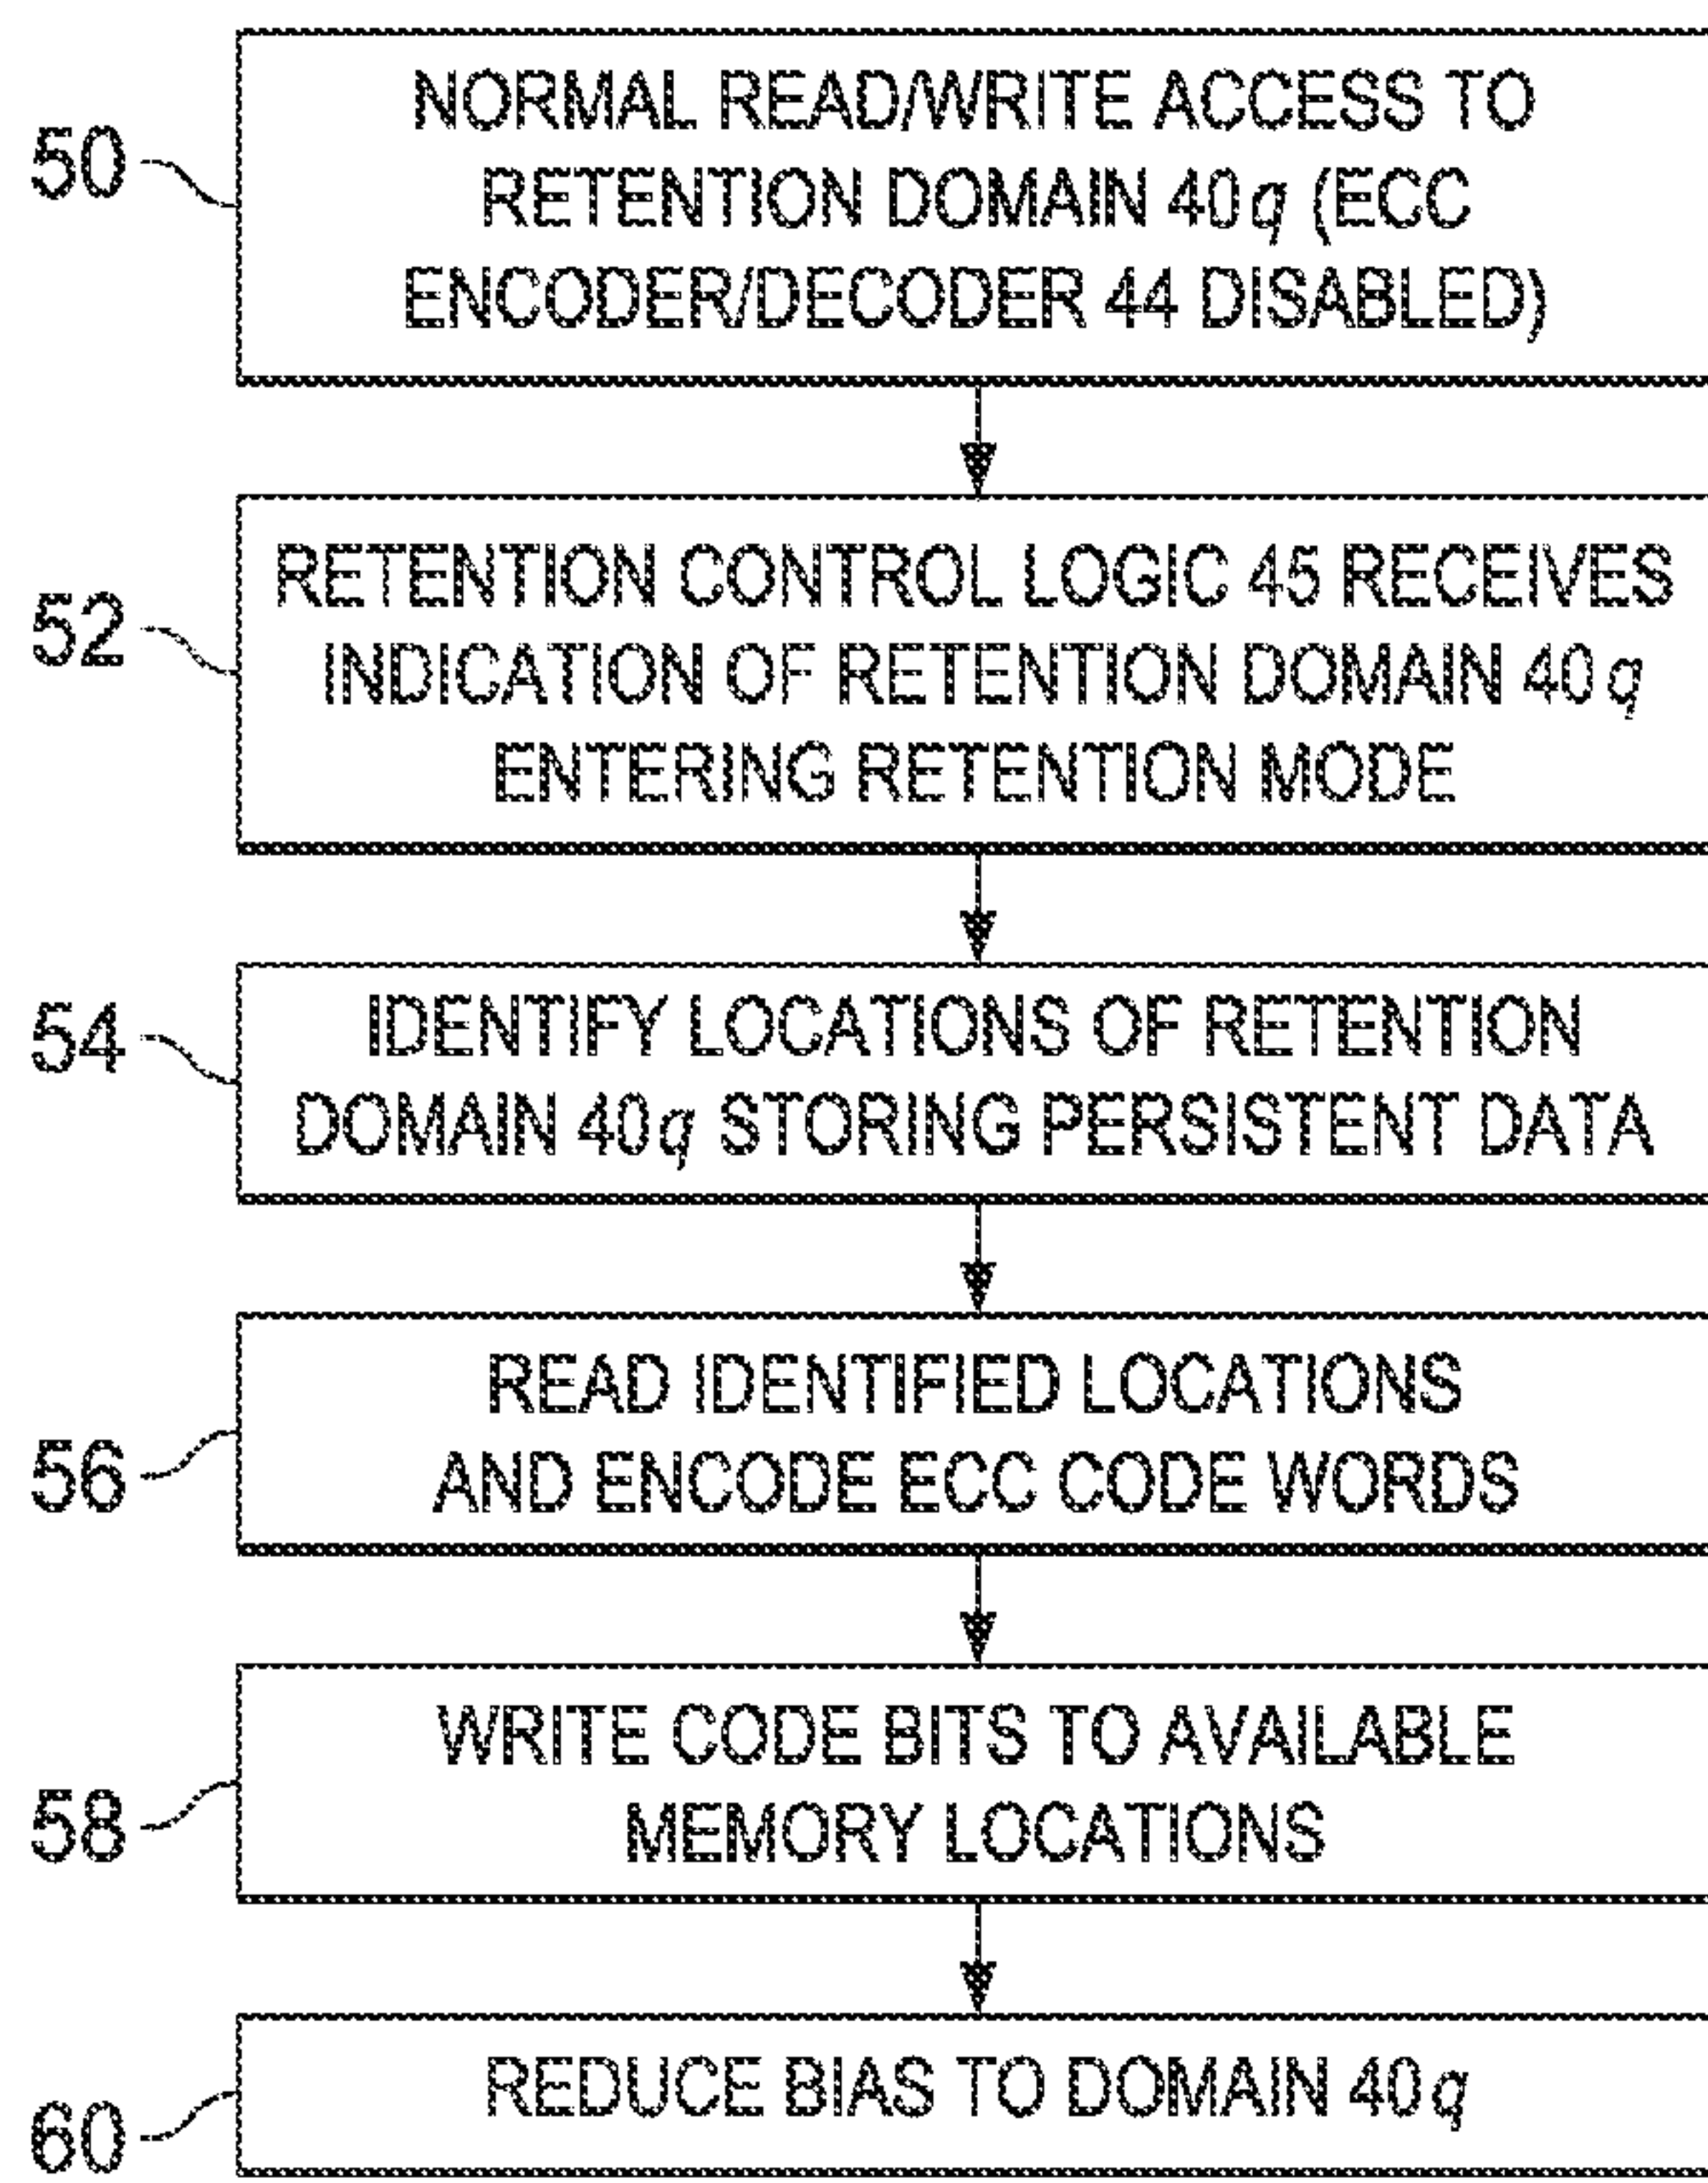 50
NORMAL READ/WRITE ACCESS TO
RETENTION DOMAIN 40q (ECC
ENCODER/DECODER 44 DISABLED)
52
RETENTION CONTROL LOGIC 45 RECEIVES
INDICATION OF RETENTION DOMAIN 40q
ENTERING RETENTION MODE
54
IDENTIFY LOCATIONS OF RETENTION
DOMAIN 40q STORING PERSISTENT DATA
56
READ IDENTIFIED LOCATIONS
AND ENCODE ECC CODE WORDS
58
WRITE CODE BITS TO AVAILABLE
MEMORY LOCATIONS
60
REDUCE BIAS TO DOMAIN 40q